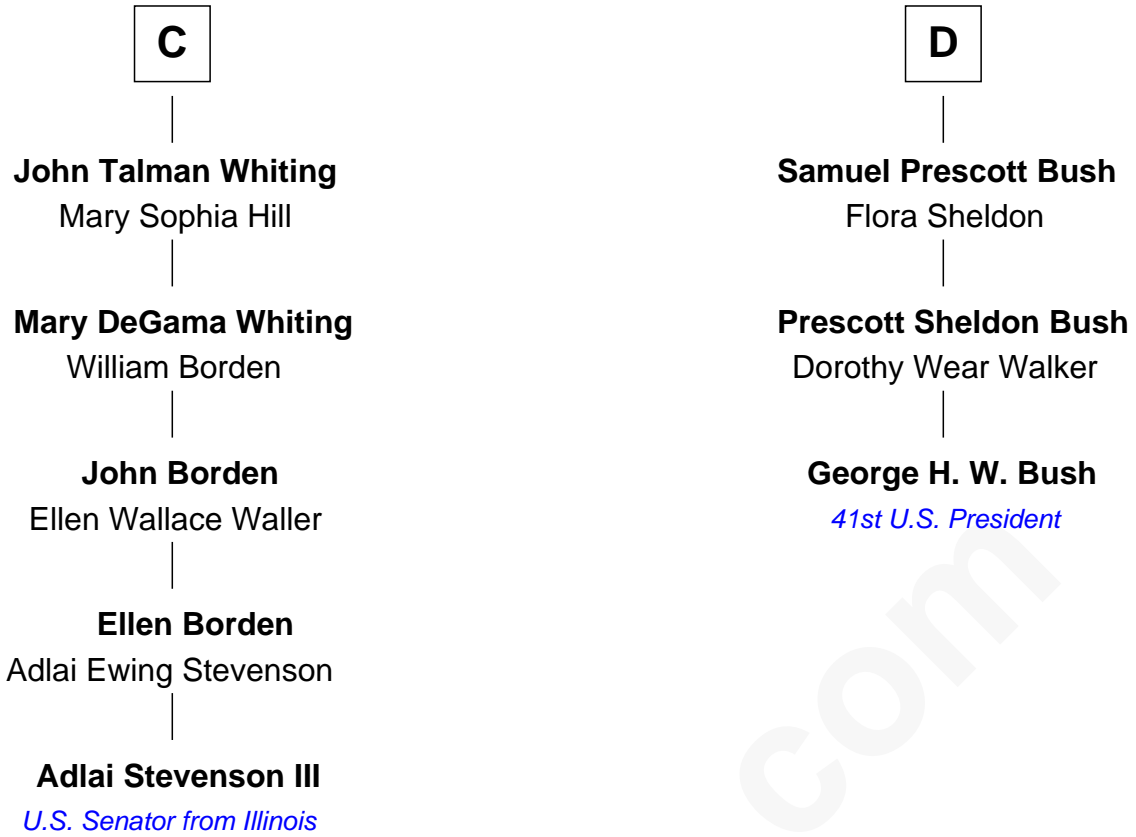 C
John Talman Whiting
Mary Sophia Hill
Mary DeGama Whiting
William Borden
John Borden
Ellen Wallace Waller
Ellen Borden
Adlai Ewing Stevenson
Adlai Stevenson III
U.S. Senator from Illinois
D
Samuel Prescott Bush
Flora Sheldon
Prescott Sheldon Bush
Dorothy Wear Walker
George H. W. Bush
41st U.S. President
com